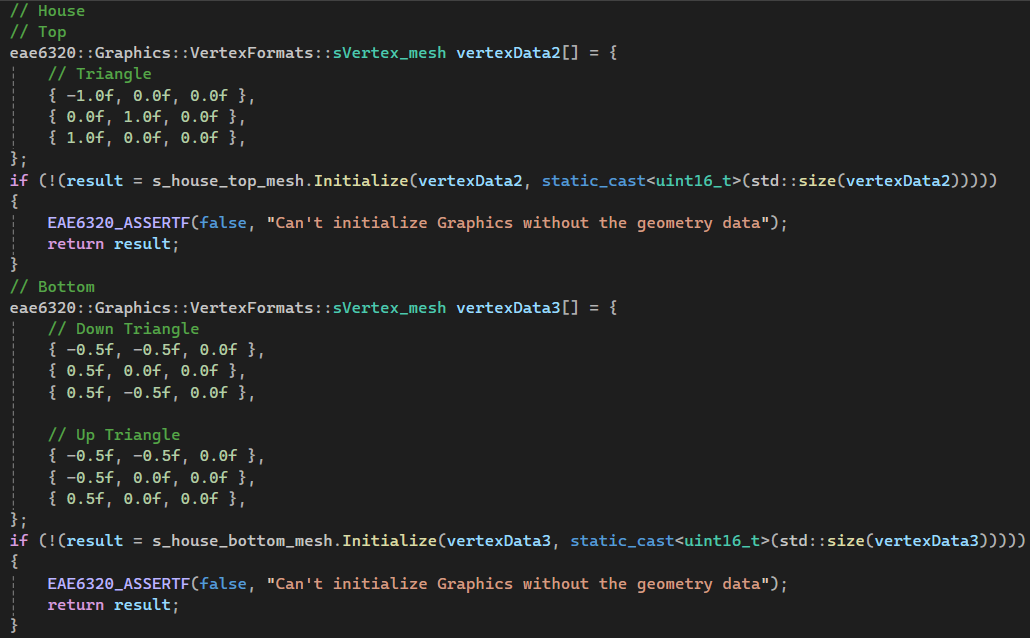 // House
// Top
eae6320::Graphics::VertexFormats::sVertex_mesh vertexData2[] = {
    // Triangle
    { -1.0f, 0.0f, 0.0f },
    { 0.0f, 1.0f, 0.0f },
    { 1.0f, 0.0f, 0.0f },
};
if (!(result = s_house_top_mesh.Initialize(vertexData2, static_cast<uint16_t>(std::size(vertexData2)))))
{
    EAE6320_ASSERTF(false, "Can't initialize Graphics without the geometry data");
    return result;
}
// Bottom
eae6320::Graphics::VertexFormats::sVertex_mesh vertexData3[] = {
    // Down Triangle
    { -0.5f, -0.5f, 0.0f },
    { 0.5f, 0.0f, 0.0f },
    { 0.5f, -0.5f, 0.0f },

    // Up Triangle
    { -0.5f, -0.5f, 0.0f },
    { -0.5f, 0.0f, 0.0f },
    { 0.5f, 0.0f, 0.0f },
};
if (!(result = s_house_bottom_mesh.Initialize(vertexData3, static_cast<uint16_t>(std::size(vertexData3)))))
{
    EAE6320_ASSERTF(false, "Can't initialize Graphics without the geometry data");
    return result;
}